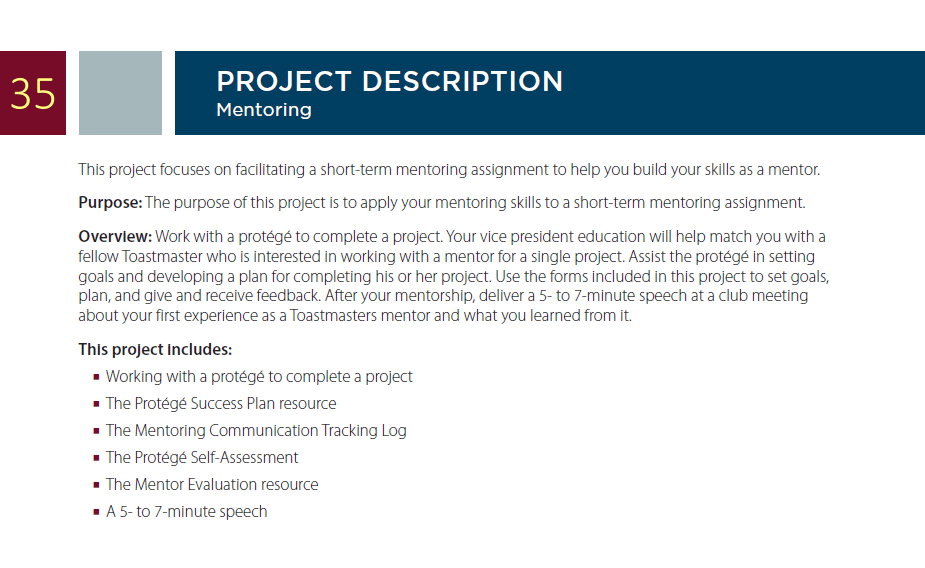 35
PROJECT DESCRIPTION
Mentoring
This project focuses on facilitating a short-term mentoring assignment to help you build your skills as a mentor.
Purpose: The purpose of this project is to apply your mentoring skills to a short-term mentoring assignment.
Overview: Work with a protégé to complete a project. Your vice president education will help match you with a
fellow Toastmaster who is interested in working with a mentor for a single project. Assist the protégé in setting
goals and developing a plan for completing his or her project. Use the forms included in this project to set goals,
plan, and give and receive feedback. After your mentorship, deliver a 5- to 7-minute speech at a club meeting
about your first experience as a Toastmasters mentor and what you learned from it.
This project includes:
▪ Working with a protégé to complete a project
▪ The Protégé Success Plan resource
▪ The Mentoring Communication Tracking Log
▪ The Protégé Self-Assessment
▪ The Mentor Evaluation resource
▪ A 5- to 7-minute speech